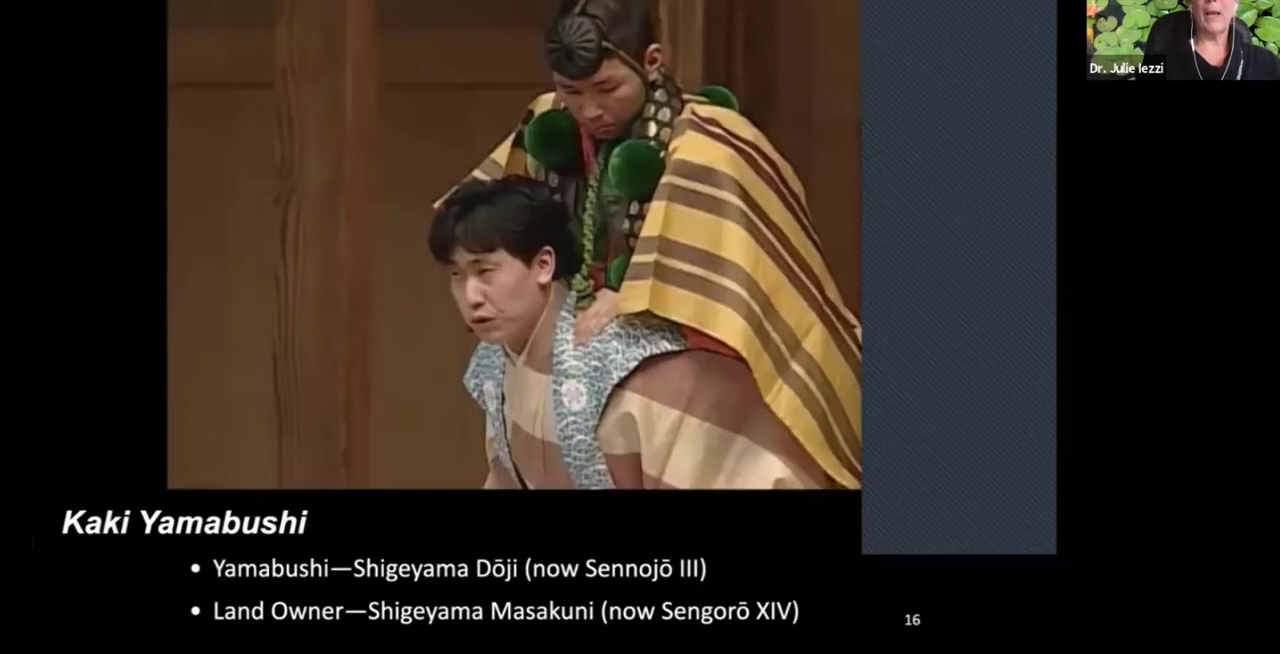 Dr. Julie Iezzi
Kaki Yamabushi
• Yamabushi—Shigeyama Dōji (now Sennojō III)
• Land Owner—Shigeyama Masakuni (now Sengorō XIV)
16